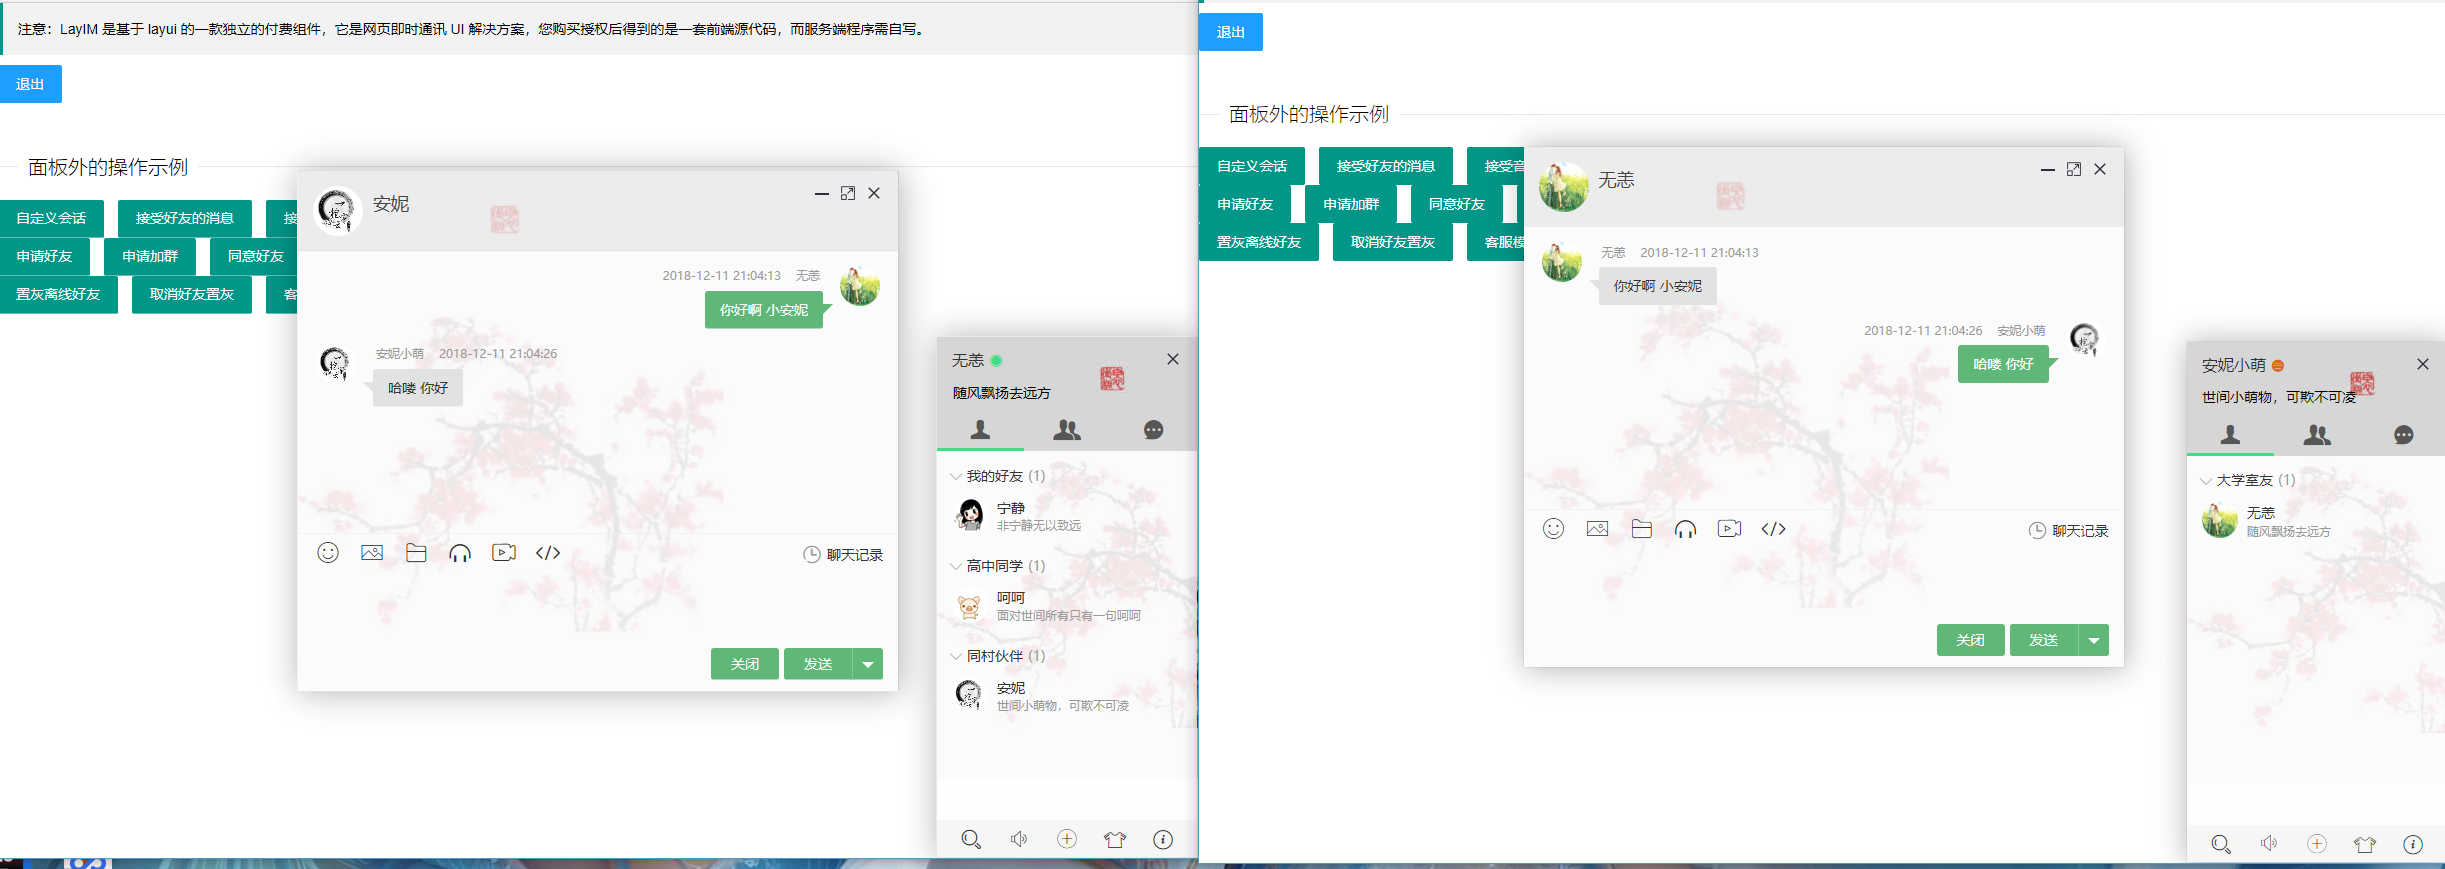 注意：LayIM 是基于 layui 的一款独立的付费组件，它是网页即时通讯 UI 解决方案，您购买授权后得到的是一套前端源代码，而服务端程序需自写。
退出
面板外的操作示例
自定义会话
接受好友的消息
接
申请好友
申请加群
同意好友
置灰离线好友
取消好友置灰
客
安妮
2018-12-11 21:04:13 无恙
你好啊 小安妮
安妮小萌 2018-12-11 21:04:26
哈喽 你好
聊天记录
关闭
发送
无恙
随风飘扬去远方
我的好友 (1)
宁静
非宁静无以致远
高中同学 (1)
呵呵
面对世间所有只有一句呵呵
同村伙伴 (1)
安妮
世间小萌物，可欺不可凌
退出
面板外的操作示例
自定义会话
接受好友的消息
接受音
申请好友
申请加群
同意好友
置灰离线好友
取消好友置灰
客服模
无恙
无恙 2018-12-11 21:04:13
你好啊 小安妮
2018-12-11 21:04:26 安妮小萌
哈喽 你好
聊天记录
关闭
发送
安妮小萌
世间小萌物，可欺不可凌
大学室友 (1)
无恙
随风飘扬去远方